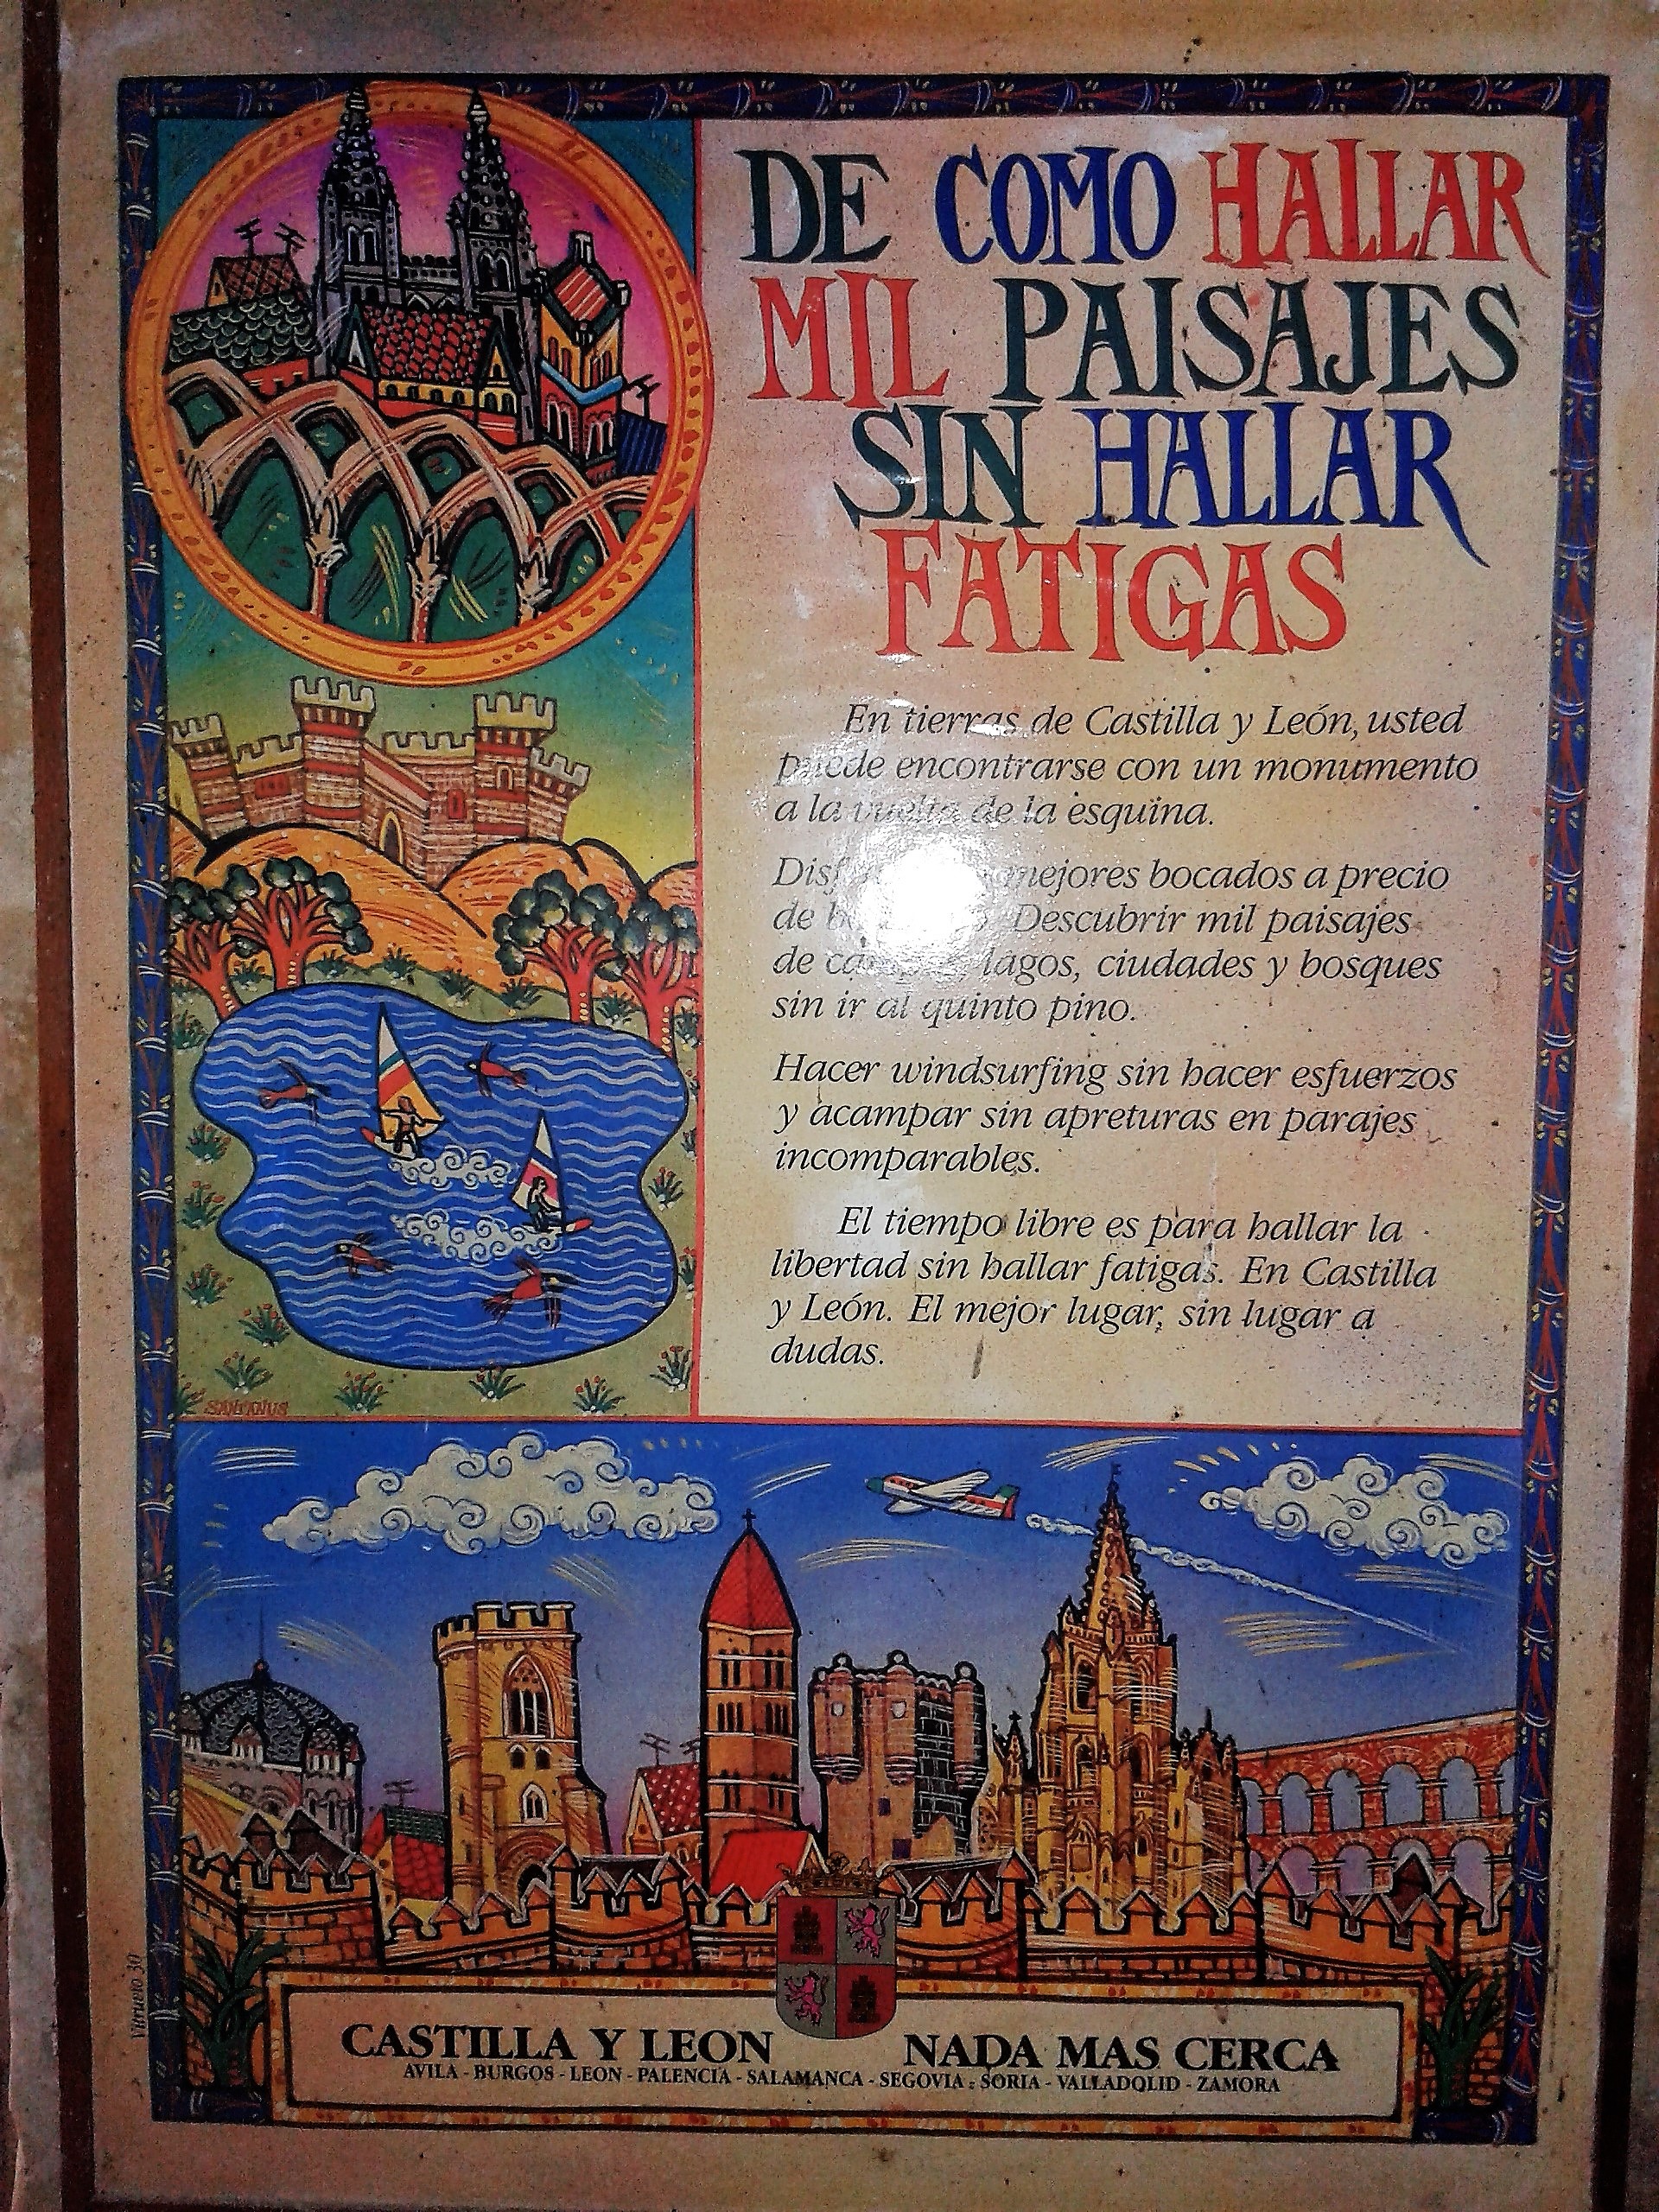 DE COMO HALLAR
MIL PAISAJES
SIN HALLAR
FATIGAS
En tierras de Castilla y León, usted
puede encontrarse con un monumento
a la vuelta de la esquina.
mejores bocados a precio
de Descubrir mil paisajes
de lagos, ciudades y bosques
sin ir al quinto pino.
Hacer windsurfing sin hacer esfuerzos
y acampar sin apreturas en parajes
incomparables.
El tiempo libre es para hallar la
libertad sin hallar fatigas. En Castilla
y León. El mejor lugar, sin lugar a
dudas.
CASTILLA Y LEON NADA MAS CERCA
AVILA - BURGOS - LEON - PALENCIA - SALAMANCA - SEGOVIA - SORIA - VALLADOLID - ZAMORA